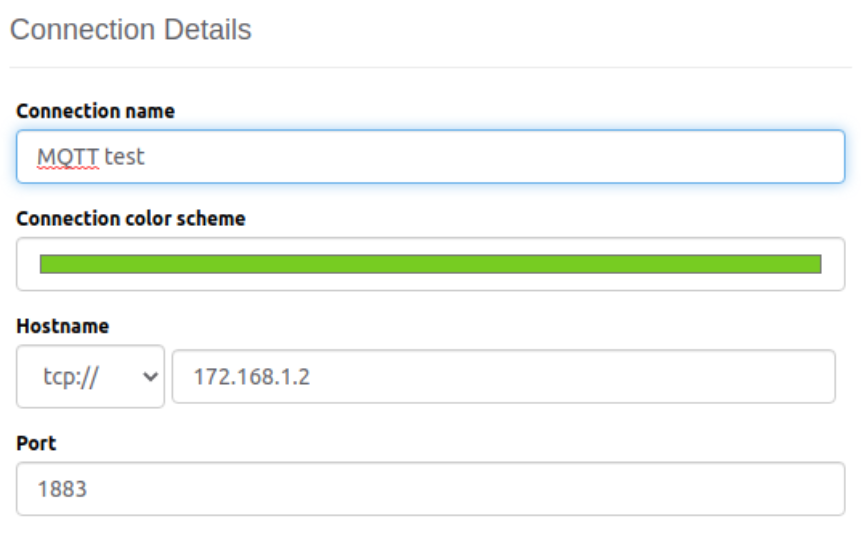 Connection Details
Connection name
MQTT test
Connection color scheme
Hostname
tcp:// 172.168.1.2
Port
1883